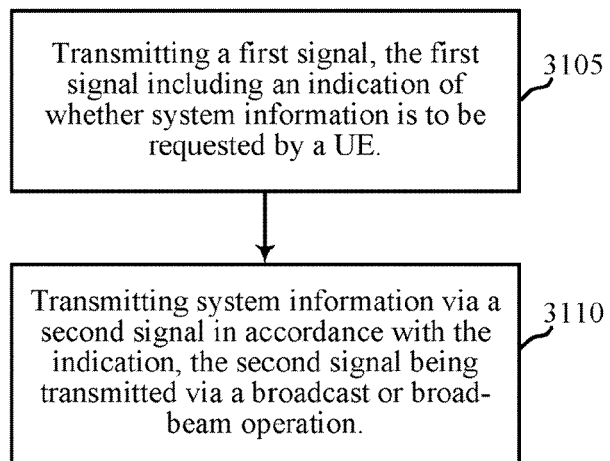 Transmitting a first signal, the first
signal including an indication of
whether system information is to be
requested by a UE.
3105
Transmitting system information via a
second signal in accordance with the
indication, the second signal being
transmitted via a broadcast or broad-
beam operation.
3110